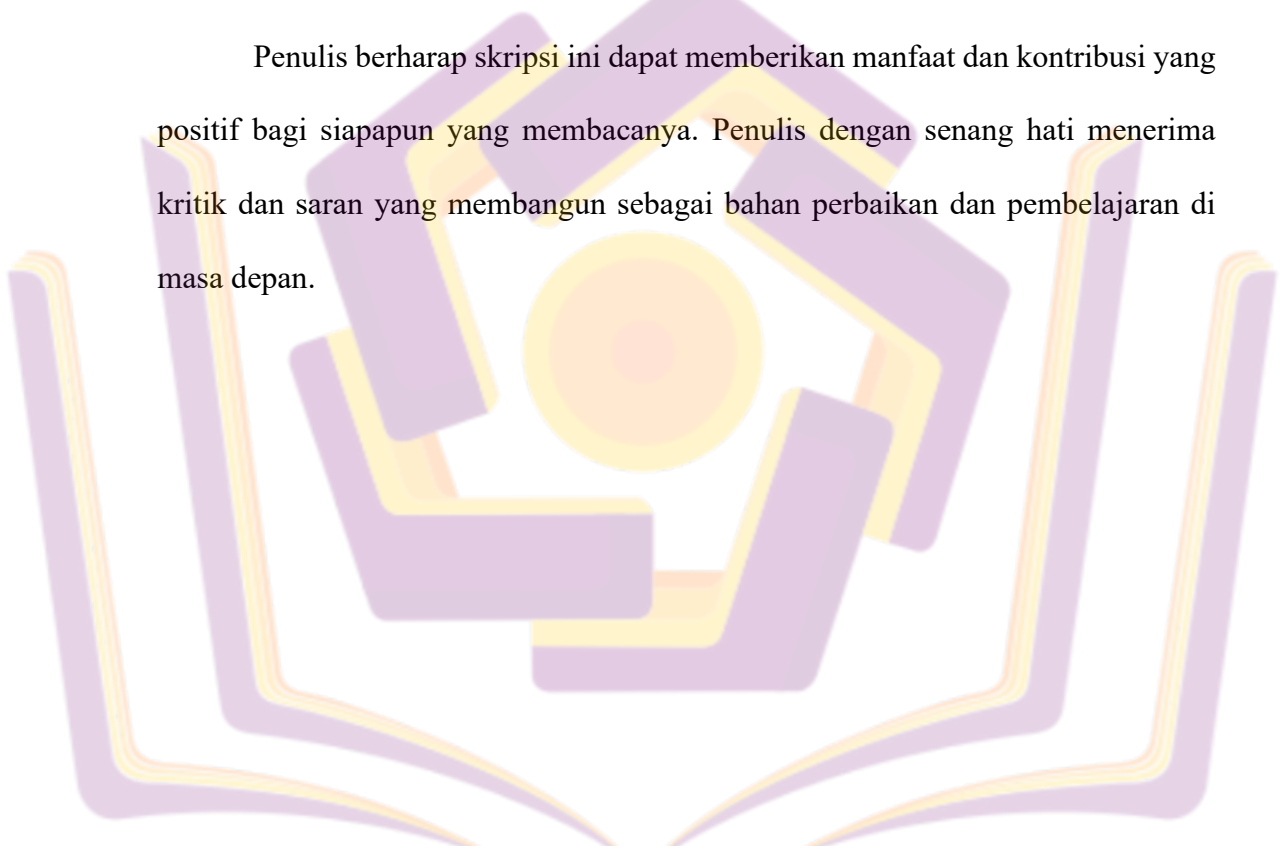 Penulis berharap skripsi ini dapat memberikan manfaat dan kontribusi yang
positif bagi siapapun yang membacanya. Penulis dengan senang hati menerima
kritik dan saran yang membangun sebagai bahan perbaikan dan pembelajaran di
masa depan.